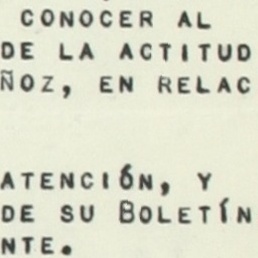 CONOCER AL
DE LA ACTITUD
ÑOZ, EN RELAC
ATENCIÓN, Y
DE SU BOLETÍN
NTE.